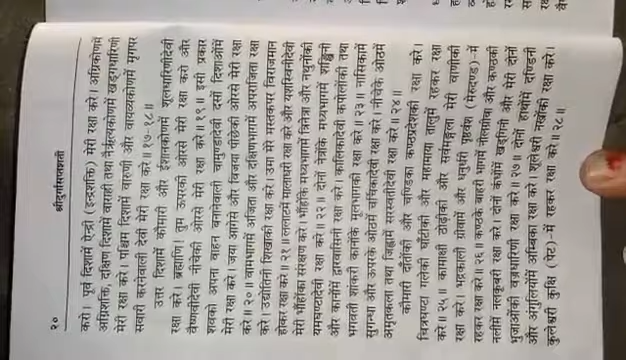 २०
श्रीदुर्गासप्तशती
करो। पूर्व दिशामें ऐन्द्री (इन्द्रशक्ति) मेरी रक्षा करे। अग्निकोणमें
अग्निशक्ति, दक्षिण दिशामें वाराही तथा नैर्ऋत्यकोणमें खड्गधारिणी
मेरी रक्षा करे। पश्चिम दिशामें वारुणी और वायव्यकोणमें मृगपर
सवारी करनेवाली देवी मेरी रक्षा करे॥ १७-१८॥
उत्तर दिशामें कौमारी और ईशानकोणमें शूलधारिणीदेवी
रक्षा करे। ब्रह्माणि! तुम ऊपरकी ओरसे मेरी रक्षा करो और
वैष्णवीदेवी नीचेकी ओरसे मेरी रक्षा करे॥ १९॥ इसी प्रकार
शवको अपना वाहन बनानेवाली चामुण्डादेवी दसों दिशाओंमें
मेरी रक्षा करे। जया आगेसे और विजया पीछेकी ओरसे मेरी रक्षा
करे॥ २०॥ वामभागमें अजिता और दक्षिणभागमें अपराजिता रक्षा
करे। उद्योतिनी शिखाकी रक्षा करे। उमा मेरे मस्तकपर विराजमान
होकर रक्षा करे॥ २१॥ ललाटमें मालाधरी रक्षा करे और यशस्विनीदेवी
मेरी भौंहोंका संरक्षण करे। भौंहोंके मध्यभागमें त्रिनेत्रा और नथुनोंकी
यमघण्टादेवी रक्षा करे॥ २२॥ दोनों नेत्रोंके मध्यभागमें शङ्खिनी
और कानोंमें द्वारवासिनी रक्षा करे। कालिकादेवी कपोलोंकी तथा
भगवती शांकरी कानोंके मूलभागकी रक्षा करे॥ २३॥ नासिकामें
सुगन्धा और ऊपरके ओठमें चर्चिकादेवी रक्षा करे। नीचेके ओठमें
अमृतकला तथा जिह्वामें सरस्वतीदेवी रक्षा करे॥ २४॥
कौमारी दाँतोंकी और चण्डिका कण्ठप्रदेशकी रक्षा करे।
चित्रघण्टा गलेकी घाँटीकी और महामाया तालुमें रहकर रक्षा
करे॥ २५॥ कामाक्षी ठोढ़ीकी और सर्वमङ्गला मेरी वाणीकी
रक्षा करे। भद्रकाली ग्रीवामें और धनुर्धरी पृष्ठवंश (मेरुदण्ड)-में
रहकर रक्षा करे॥ २६॥ कण्ठके बाहरी भागमें नीलग्रीवा और कण्ठकी
नलीमें नलकूबरी रक्षा करे। दोनों कंधोंमें खड्गिनी और मेरी दोनों
भुजाओंकी वज्रधारिणी रक्षा करे॥ २७॥ दोनों हाथोंमें दण्डिनी
और अंगुलियोंमें अम्बिका रक्षा करे। शूलेश्वरी नखोंकी रक्षा करे।
कुलेश्वरी कुक्षि (पेट)-में रहकर रक्षा करे॥ २८॥